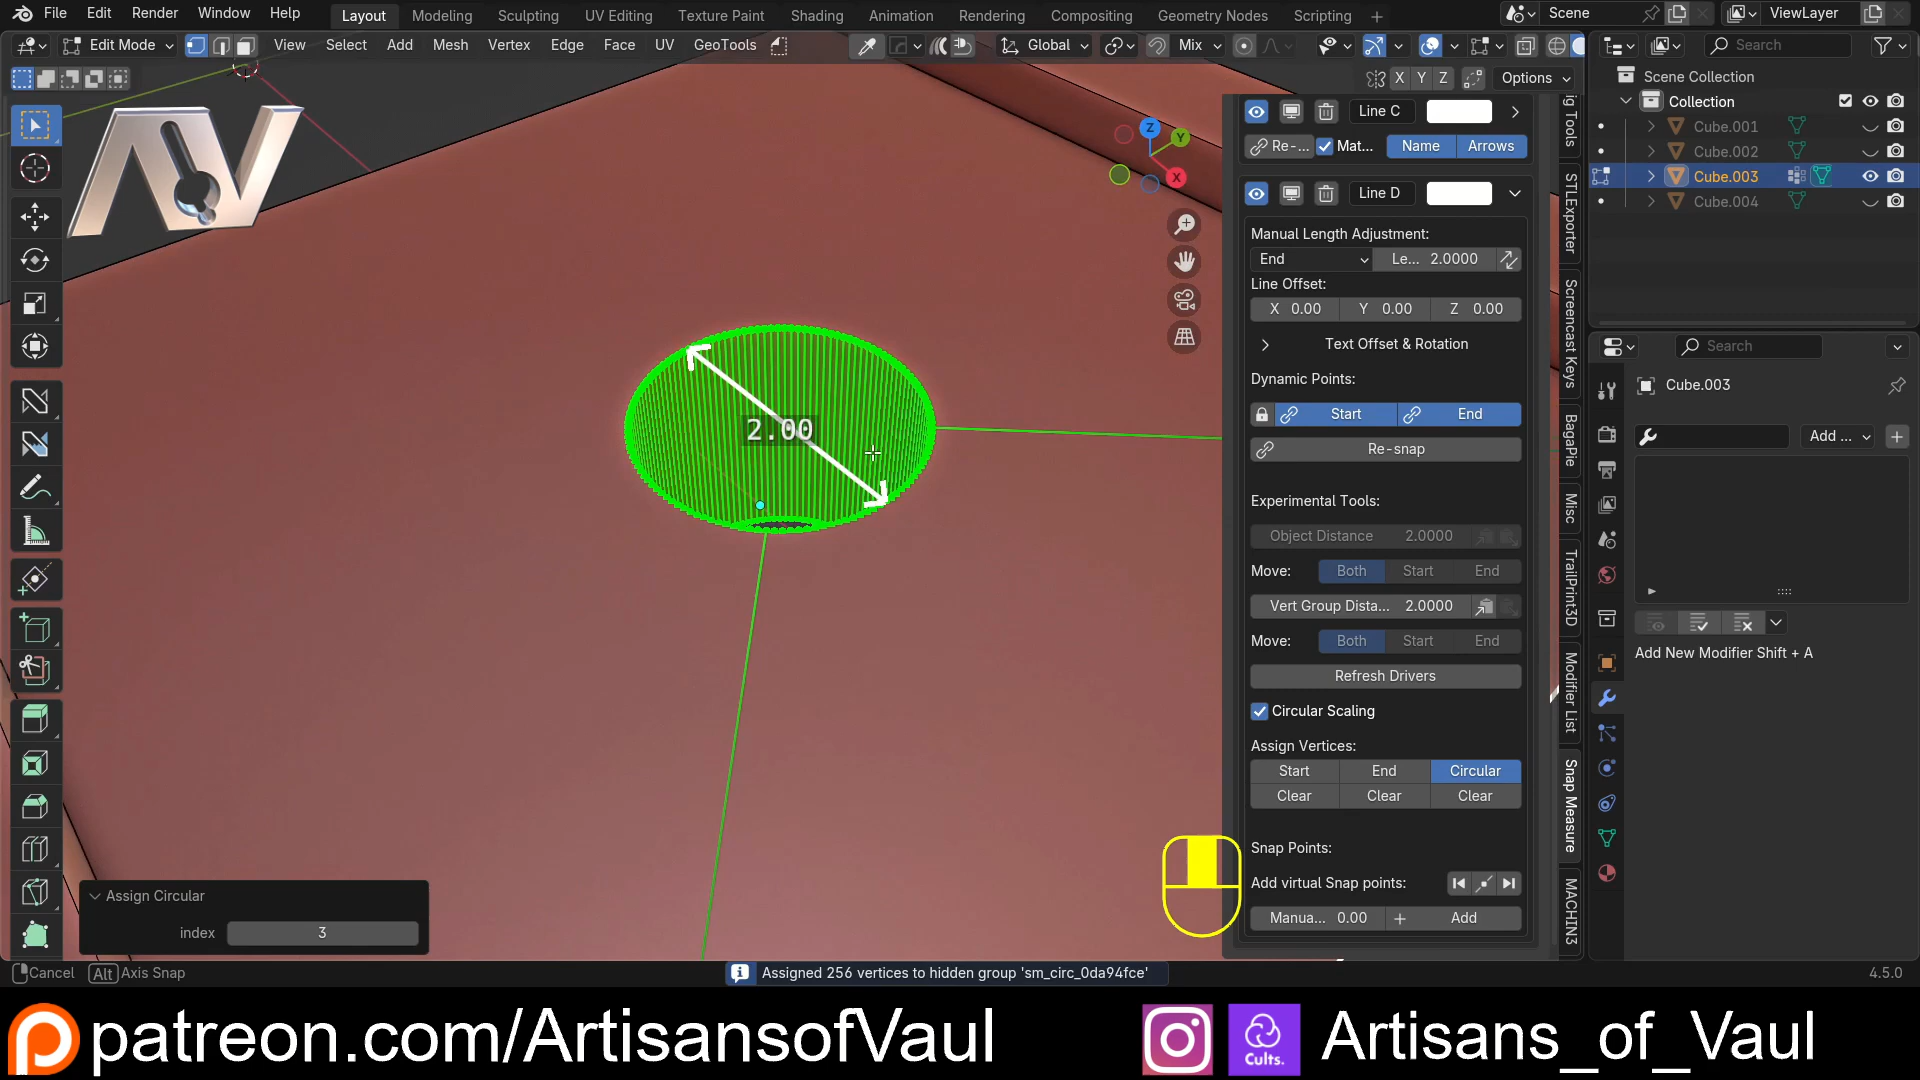 File Edit Render Window Help Layout Modeling Sculpting UV Editing Texture Paint Shading Animation Rendering Compositing Geometry Nodes Scripting + Scene ViewLayer
Edit Mode View Select Add Mesh Vertex Edge Face UV GeoTools Global Mix Search
X Y Z Options
Scene Collection
Collection
Cube.001
Cube.002
Cube.003
Cube.004
Line C
Re-... Mat... Name Arrows
Line D
Manual Length Adjustment:
End Le... 2.0000
Line Offset:
X 0.00 Y 0.00 Z 0.00
Text Offset & Rotation
Dynamic Points:
Start End
Re-snap
Experimental Tools:
Object Distance 2.0000
Move: Both Start End
Vert Group Dista... 2.0000
Move: Both Start End
Refresh Drivers
Circular Scaling
Assign Vertices:
Start End Circular
Clear Clear Clear
Snap Points:
Add virtual Snap points:
Manua... 0.00 + Add
Z
Y
X
2.00
AV
Tools
STLExporter
Screencast Keys
BagaPie
Misc
TrailPrint3D
Modifier List
Snap Measure
MACHIN3
Search
Cube.003
Add ... +
Add New Modifier Shift + A
Assign Circular
index 3
Cancel Alt Axis Snap
Assigned 256 vertices to hidden group 'sm_circ_0da94fce'
4.5.0
patreon.com/ArtisansofVaul
Cults.
Artisans_of_Vaul